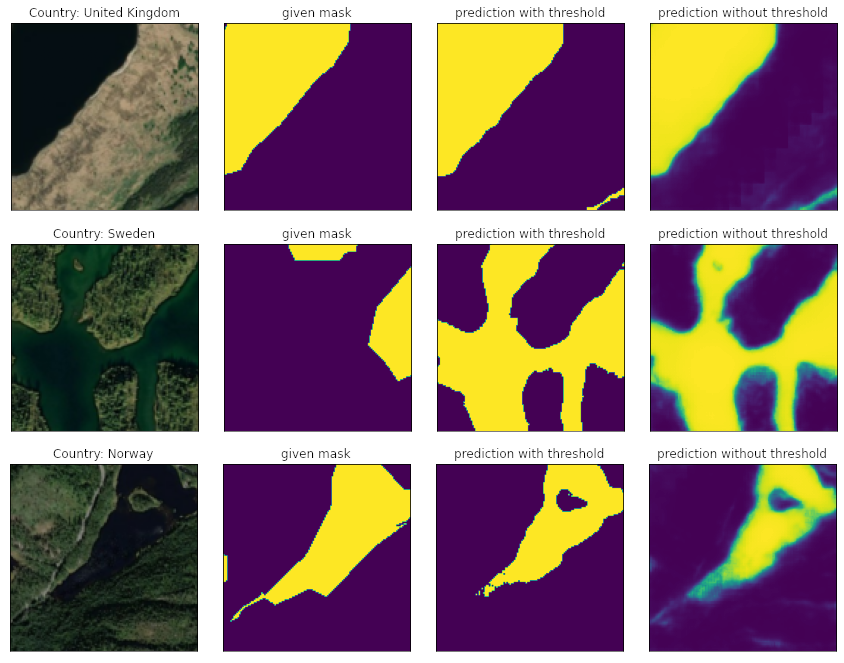 Country: United Kingdom given mask prediction with threshold prediction without threshold
Country: Sweden given mask prediction with threshold prediction without threshold
Country: Norway given mask prediction with threshold prediction without threshold